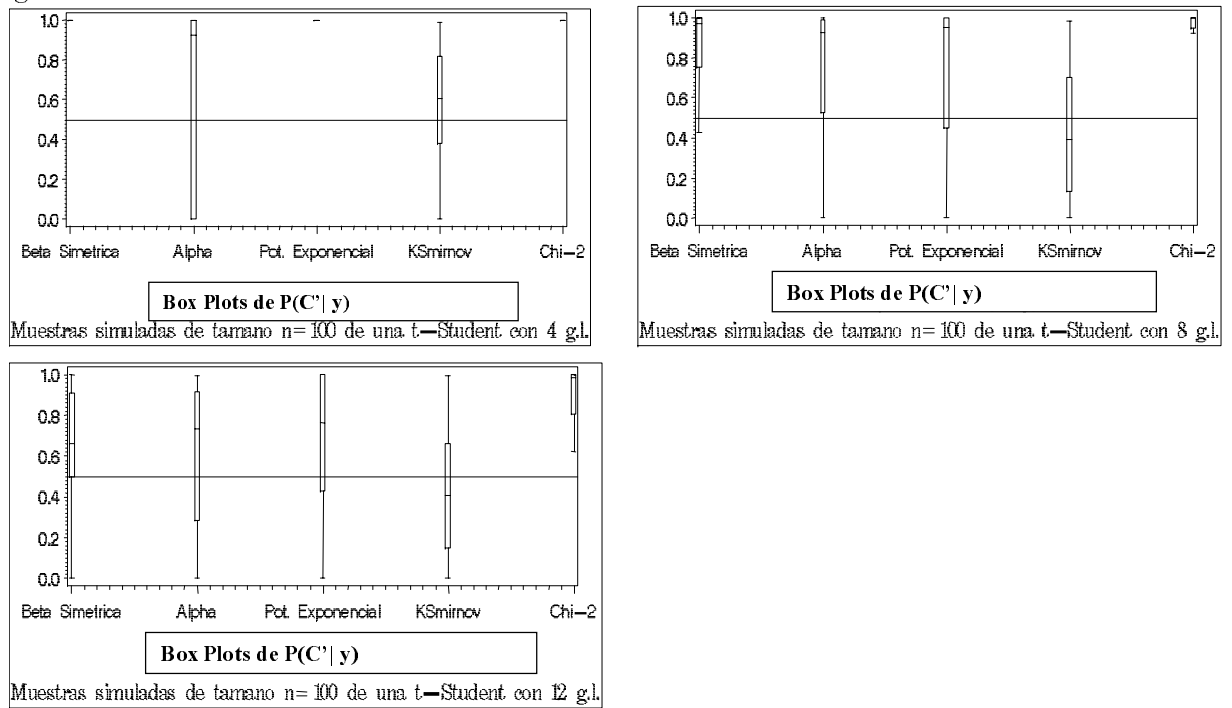 1.0
0.8
0.6
0.4
0.2
0.0
Beta Simetrica Alpha Pot. Exponencial KSmirnov Chi-2
Box Plots de P(C'| y)
Muestras simuladas de tamano n=100 de una t-Student con 4 g.l.
1.0
0.8
0.6
0.4
0.2
0.0
Beta Simetrica Alpha Pot. Exponencial KSmirnov Chi-2
Box Plots de P(C'| y)
Muestras simuladas de tamano n=100 de una t-Student con 8 g.l.
1.0
0.8
0.6
0.4
0.2
0.0
Beta Simetrica Alpha Pot. Exponencial KSmirnov Chi-2
Box Plots de P(C'| y)
Muestras simuladas de tamano n=100 de una t-Student con 12 g.l.